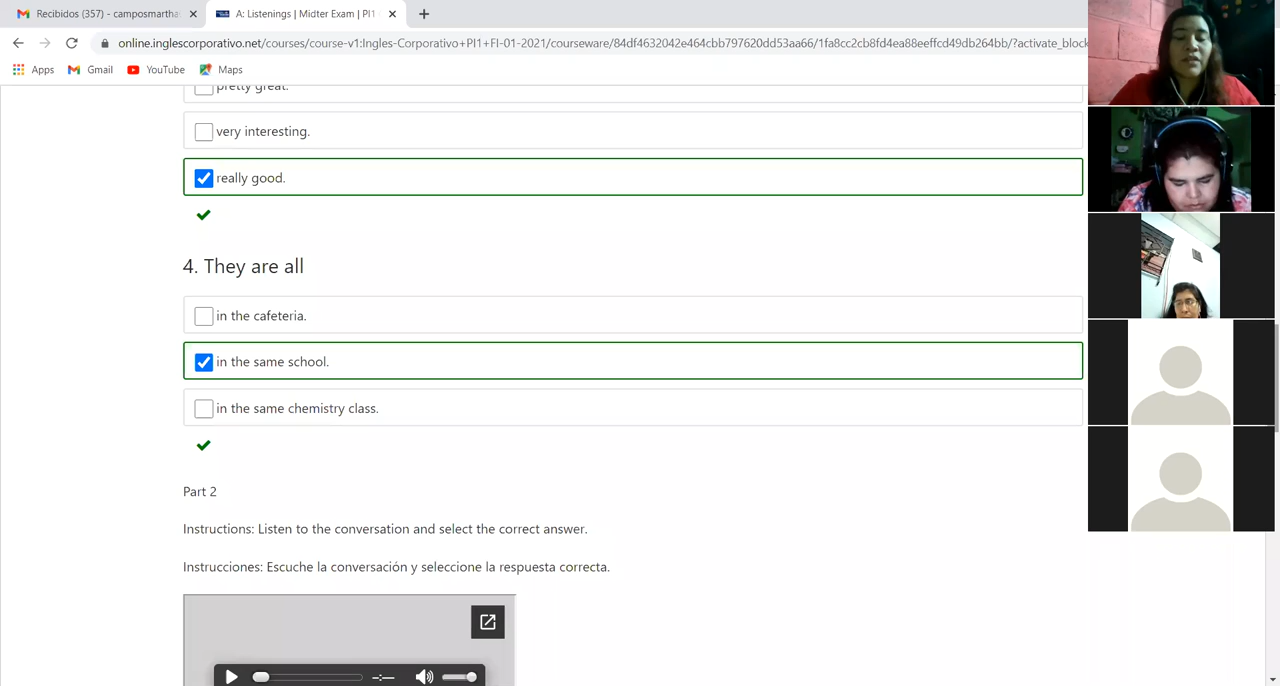 Recibidos (357) - camposmartha
A: Listenings | Midter Exam | PI1
online.inglescorporativo.net/courses/course-v1:Ingles-Corporativo+PI1+FI-01-2021/courseware/84df4632042e464cbb797620dd53aa66/1fa8cc2cb8fd4ea88eeffcd49db264bb/?activate_block
Apps Gmail YouTube Maps
pretty great.
very interesting.
really good.
4. They are all
in the cafeteria.
in the same school.
in the same chemistry class.
Part 2
Instructions: Listen to the conversation and select the correct answer.
Instrucciones: Escuche la conversación y seleccione la respuesta correcta.
-:--